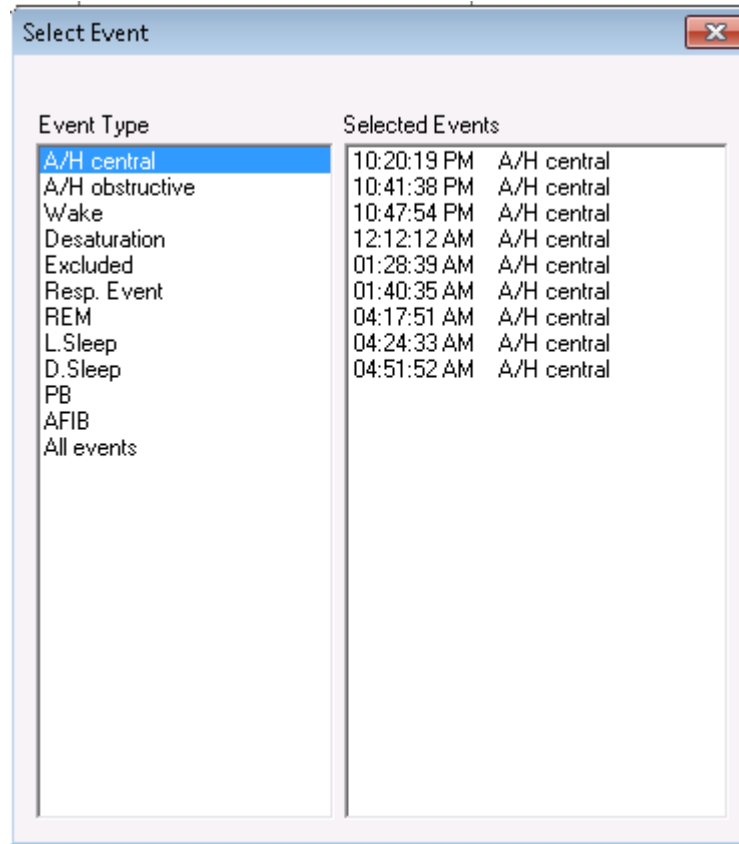 Select Event
Event Type
A/H central
A/H obstructive
Wake
Desaturation
Excluded
Resp. Event
REM
L.Sleep
D.Sleep
PB
AFIB
All events
Selected Events
10:20:19 PM A/H central
10:41:38 PM A/H central
10:47:54 PM A/H central
12:12:12 AM A/H central
01:28:39 AM A/H central
01:40:35 AM A/H central
04:17:51 AM A/H central
04:24:33 AM A/H central
04:51:52 AM A/H central